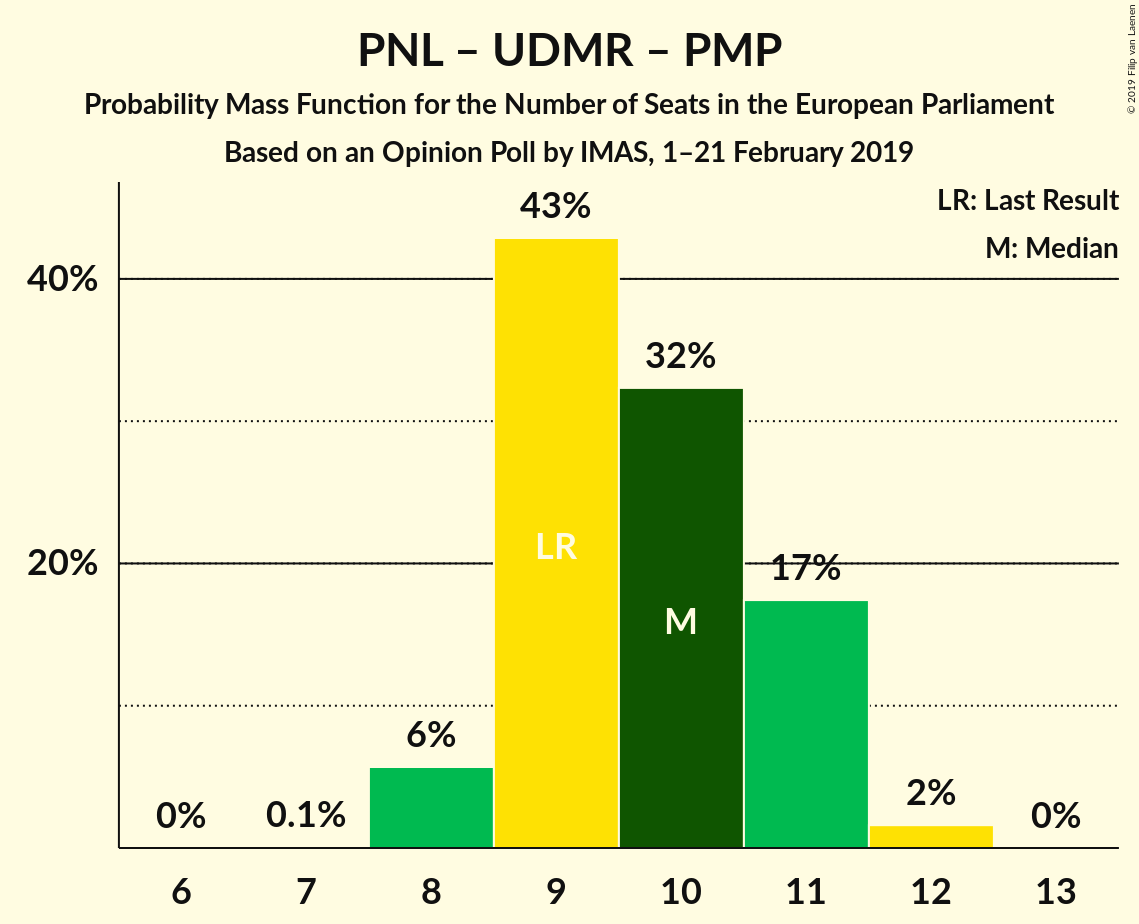 PNL – UDMR – PMP
Probability Mass Function for the Number of Seats in the European Parliament
Based on an Opinion Poll by IMAS, 1–21 February 2019
© 2019 Filip van Laenen
LR: Last Result
M: Median
43%
40%
32%
LR
20%
17%
M
6%
2%
0%
0.1%
0%
6 7 8 9 10 11 12 13